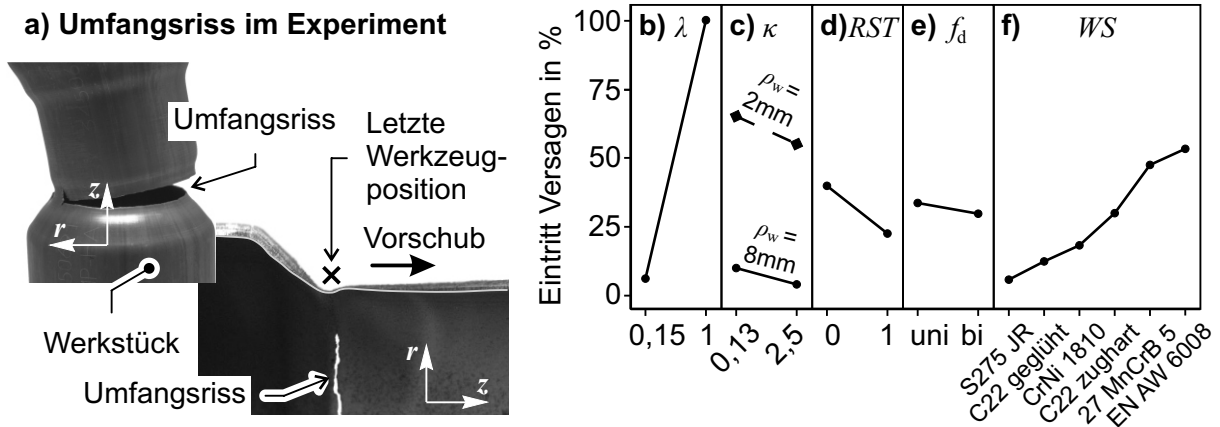 a) Umfangsriss im Experiment
Umfangsriss
Letzte
Werkzeug-
position
Vorschub
z
r
Werkstück
Umfangsriss
r
z
Eintritt Versagen in %
100
75
50
25
0
b) λ
0,15 1
c) κ
ρw =
2mm
ρw =
8mm
0,13 2,5
d) RST
0 1
e) fd
uni bi
f) WS
S275 JR
C22 geglüht
CrNi 1810
C22 zughart
27 MnCrB 5
EN AW 6008